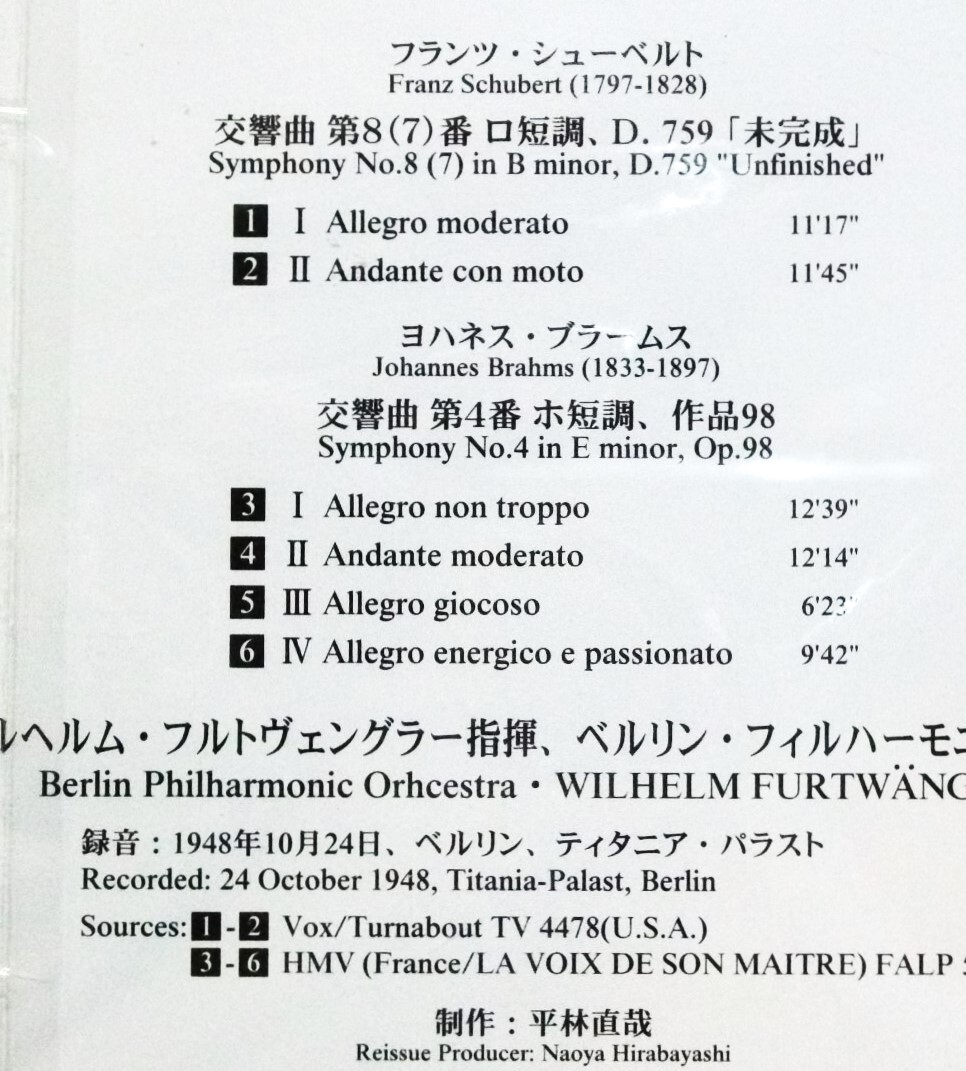 フランツ・シューベルト
Franz Schubert (1797-1828)
交響曲 第8(7)番 ロ短調、D. 759「未完成」
Symphony No.8 (7) in B minor, D.759 "Unfinished"
1 I Allegro moderato 11'17"
2 II Andante con moto 11'45"
ヨハネス・ブラームス
Johannes Brahms (1833-1897)
交響曲 第4番 ホ短調、作品98
Symphony No.4 in E minor, Op.98
3 I Allegro non troppo 12'39"
4 II Andante moderato 12'14"
5 III Allegro giocoso 6'23"
6 IV Allegro energico e passionato 9'42"
ルヘルム・フルトヴェングラー指揮、ベルリン・フィルハーモニ
Berlin Philharmonic Orhcestra・WILHELM FURTWÄNG
録音：1948年10月24日、ベルリン、ティタニア・パラスト
Recorded: 24 October 1948, Titania-Palast, Berlin
Sources: 1 - 2 Vox/Turnabout TV 4478(U.S.A.)
3 - 6 HMV (France/LA VOIX DE SON MAITRE) FALP
制作：平林直哉
Reissue Producer: Naoya Hirabayashi